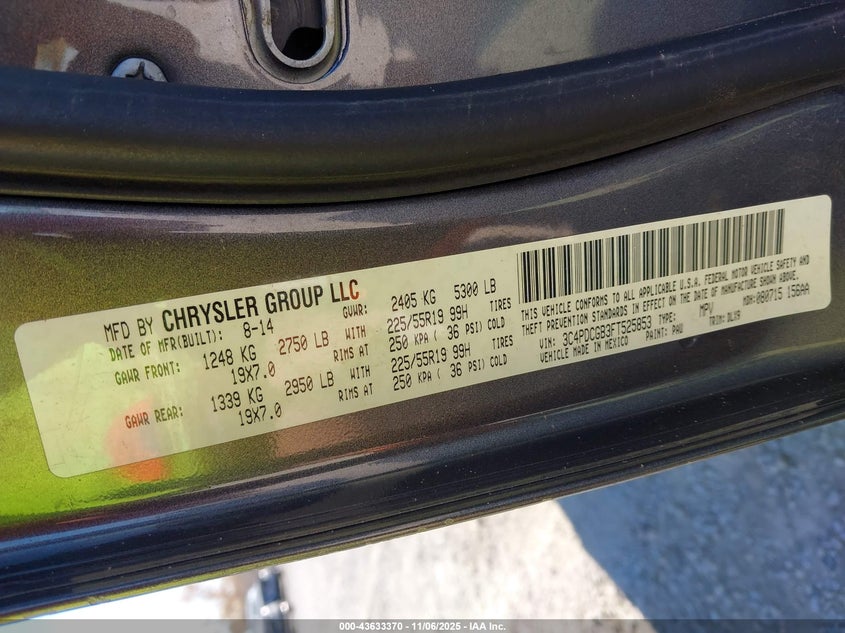 MFD BY CHRYSLER GROUP LLC
DATE OF MFR(BUILT): 8-14 GVWR: 2405 KG 5300 LB
GAWR FRONT: 1248 KG 2750 LB WITH 225/55R19 99H TIRES
19X7.0 RIMS AT 250 KPA ( 36 PSI) COLD
GAWR REAR: 1339 KG 2950 LB WITH 225/55R19 99H TIRES
19X7.0 RIMS AT 250 KPA ( 36 PSI) COLD
THIS VEHICLE CONFORMS TO ALL APPLICABLE U.S.A. FEDERAL MOTOR VEHICLE SAFETY AND
THEFT PREVENTION STANDARDS IN EFFECT ON THE DATE OF MANUFACTURE SHOWN ABOVE.
VIN: 3C4PDCGB3FT525853 TYPE: MPV MDH: 080715 156AA
VEHICLE MADE IN MEXICO PAINT: PAU TRIM: DLX9
000-43633370 - 11/06/2025 - IAA Inc.